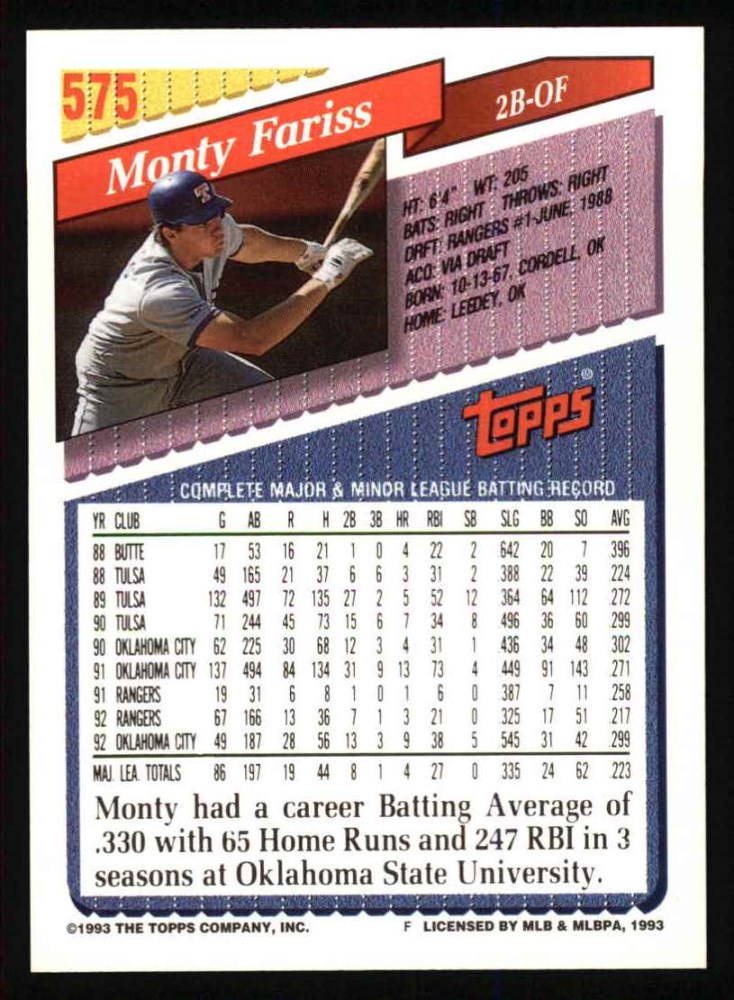 575
Monty Fariss
2B-OF
HT: 6'4" WT: 205
BATS: RIGHT THROWS: RIGHT
DRFT: RANGERS #1-JUNE, 1988
ACQ: VIA DRAFT
BORN: 10-13-67, CORDELL, OK
HOME: LEEDEY, OK
T
Topps®
COMPLETE MAJOR & MINOR LEAGUE BATTING RECORD
YR CLUB G AB R H 2B 3B HR RBI SB SLG BB SO AVG
88 BUTTE 17 53 16 21 1 0 4 22 2 .642 20 7 .396
88 TULSA 49 165 21 37 6 6 3 31 2 .388 22 39 .224
89 TULSA 132 497 72 135 27 2 5 52 12 .364 64 112 .272
90 TULSA 71 244 45 73 15 6 7 34 8 .496 36 60 .299
90 OKLAHOMA CITY 62 225 30 68 12 3 4 31 1 .436 34 48 .302
91 OKLAHOMA CITY 137 494 84 134 31 9 13 73 4 .449 91 143 .271
91 RANGERS 19 31 6 8 1 0 1 6 0 .387 7 11 .258
92 RANGERS 67 166 13 36 7 1 3 21 0 .325 17 51 .217
92 OKLAHOMA CITY 49 187 28 56 13 3 9 38 5 .545 31 42 .299
MAJ. LEA. TOTALS 86 197 19 44 8 1 4 27 0 .335 24 62 .223
Monty had a career Batting Average of
.330 with 65 Home Runs and 247 RBI in 3
seasons at Oklahoma State University.
©1993 THE TOPPS COMPANY, INC. F LICENSED BY MLB & MLBPA, 1993